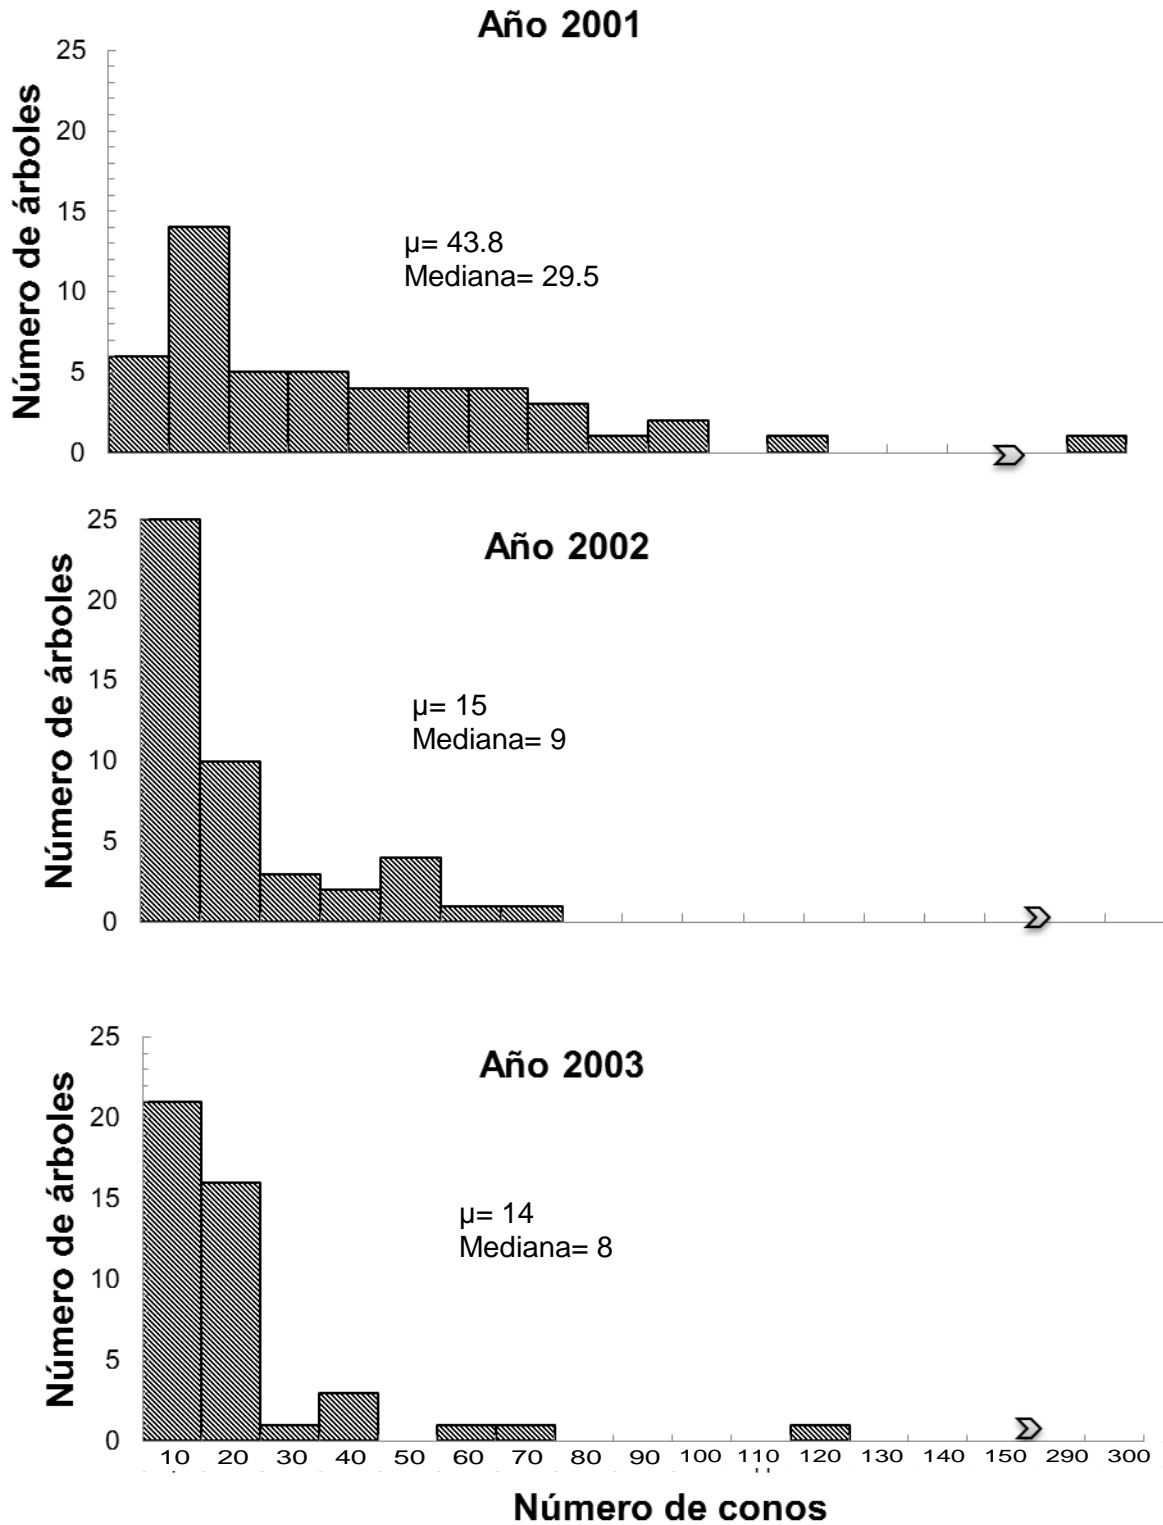 Año 2001
Número de árboles
25
20
15
10
5
0
µ= 43.8
Mediana= 29.5
Año 2002
Número de árboles
25
20
15
10
5
0
µ= 15
Mediana= 9
Año 2003
Número de árboles
25
20
15
10
5
0
µ= 14
Mediana= 8
10 20 30 40 50 60 70 80 90 100 110 120 130 140 150 290 300
Número de conos